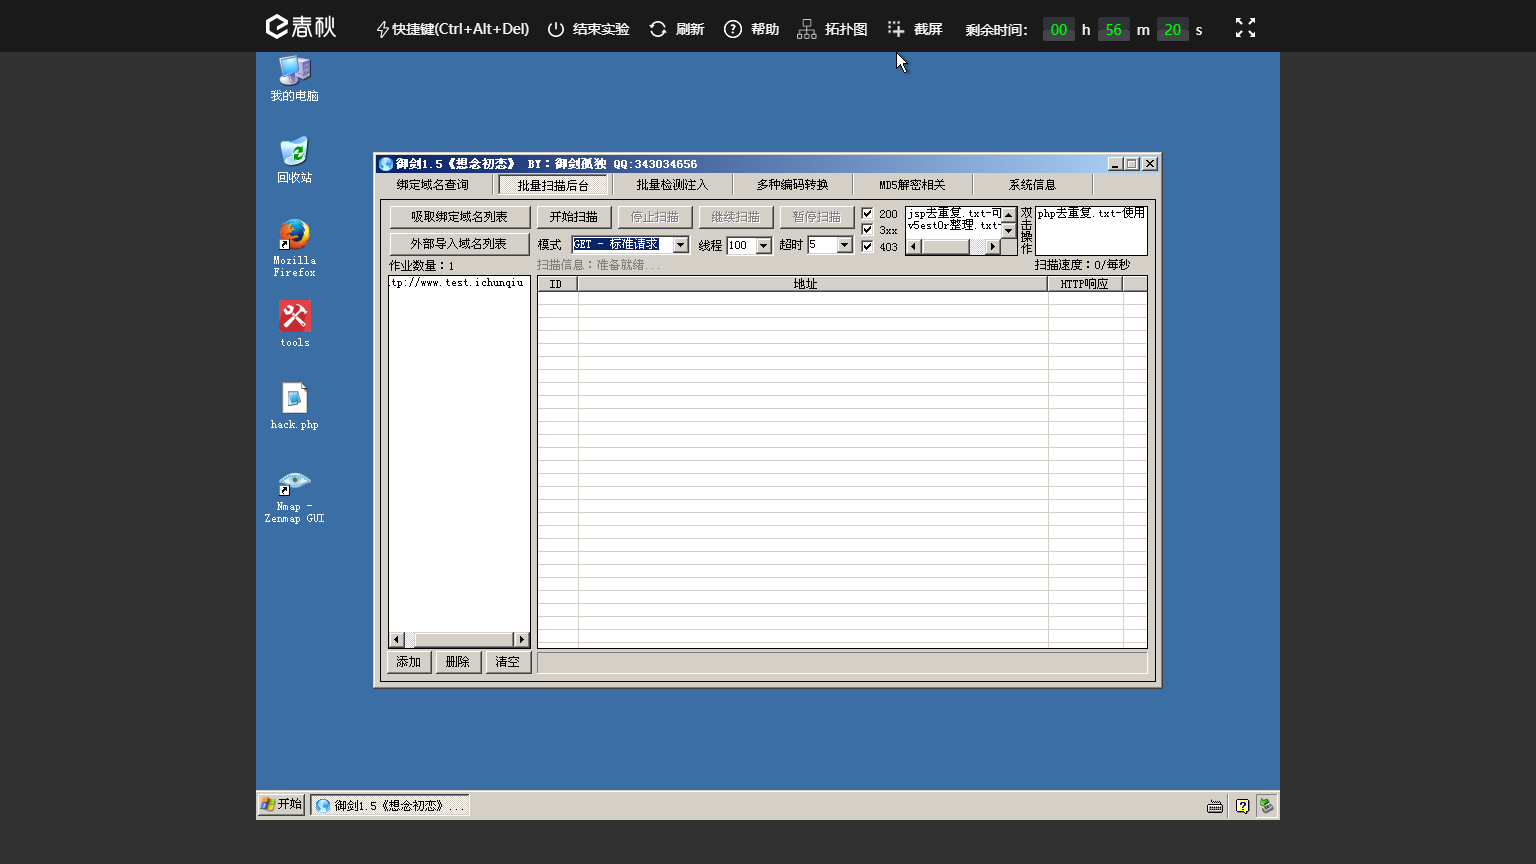 春秋 快捷键(Ctrl+Alt+Del) 结束实验 刷新 帮助 拓扑图 截屏 剩余时间: 00 h 56 m 20 s
我的电脑
回收站
Mozilla
Firefox
tools
hack.php
Nmap -
Zenmap GUI
御剑1.5《想念初恋》 BY：御剑孤独 QQ:343034656
绑定域名查询 批量扫描后台 批量检测注入 多种编码转换 MD5解密相关 系统信息
吸取绑定域名列表 开始扫描 停止扫描 继续扫描 暂停扫描
外部导入域名列表 模式 GET - 标准请求 线程 100 超时 5
200
3xx
403
jsp去重复.txt-可
v5est0r整理.txt-
双击操作
php去重复.txt-使用
作业数量：1 扫描信息：准备就绪... 扫描速度：0/每秒
tp://www.test.ichunqiu
ID 地址 HTTP响应
添加 删除 清空
开始 御剑1.5《想念初恋》...